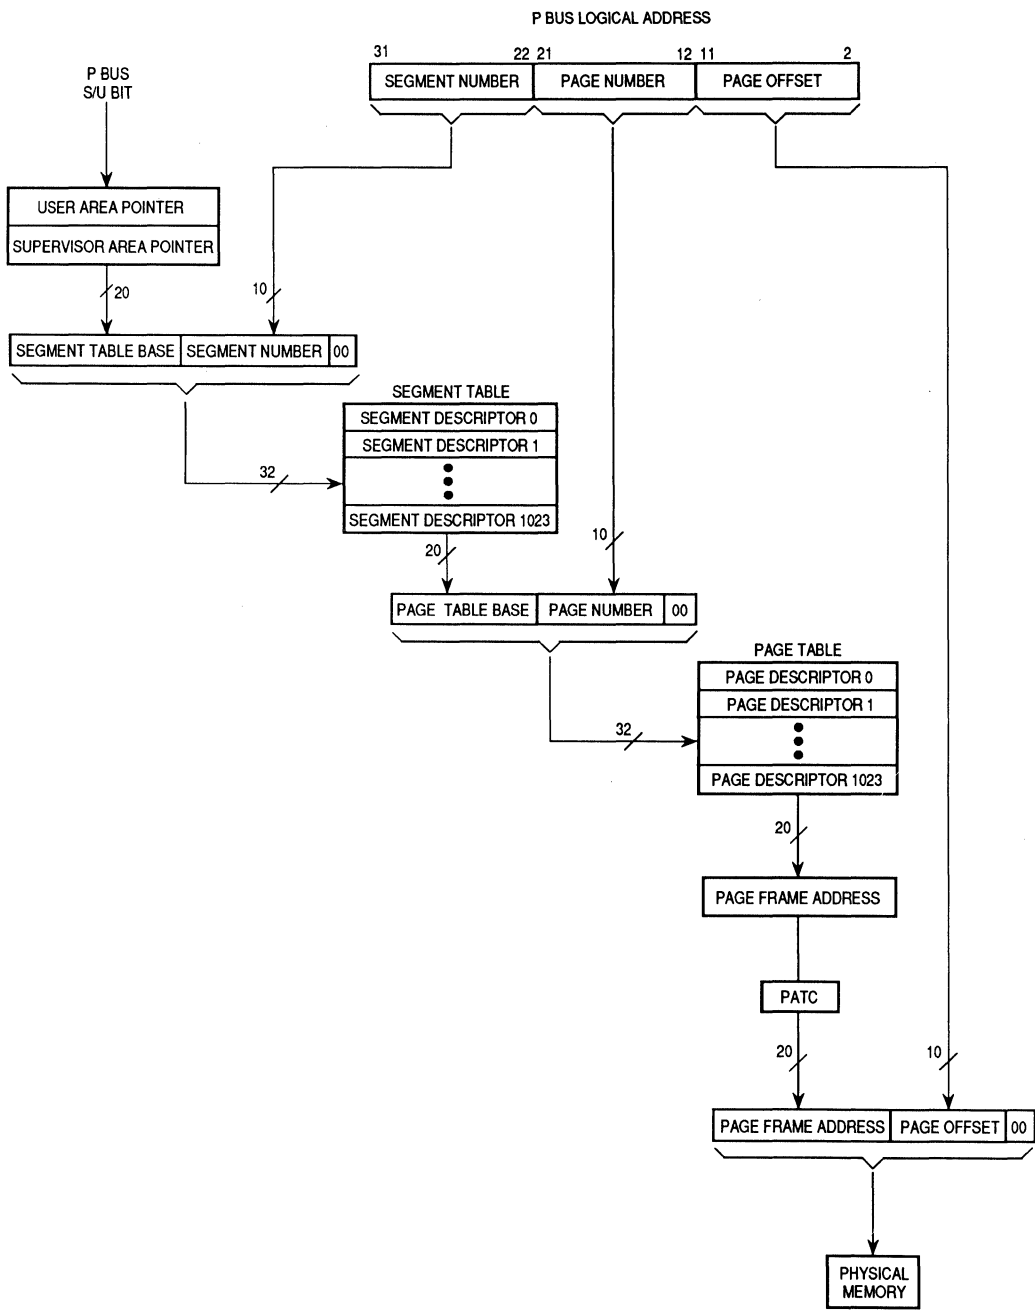 P BUS LOGICAL ADDRESS
31 22 21 12 11 2
SEGMENT NUMBER PAGE NUMBER PAGE OFFSET
P BUS
S/U BIT
USER AREA POINTER
SUPERVISOR AREA POINTER
20
10
SEGMENT TABLE BASE SEGMENT NUMBER 00
SEGMENT TABLE
SEGMENT DESCRIPTOR 0
SEGMENT DESCRIPTOR 1
32
SEGMENT DESCRIPTOR 1023
20
10
PAGE TABLE BASE PAGE NUMBER 00
PAGE TABLE
PAGE DESCRIPTOR 0
PAGE DESCRIPTOR 1
32
PAGE DESCRIPTOR 1023
20
PAGE FRAME ADDRESS
PATC
20
10
PAGE FRAME ADDRESS PAGE OFFSET 00
PHYSICAL
MEMORY